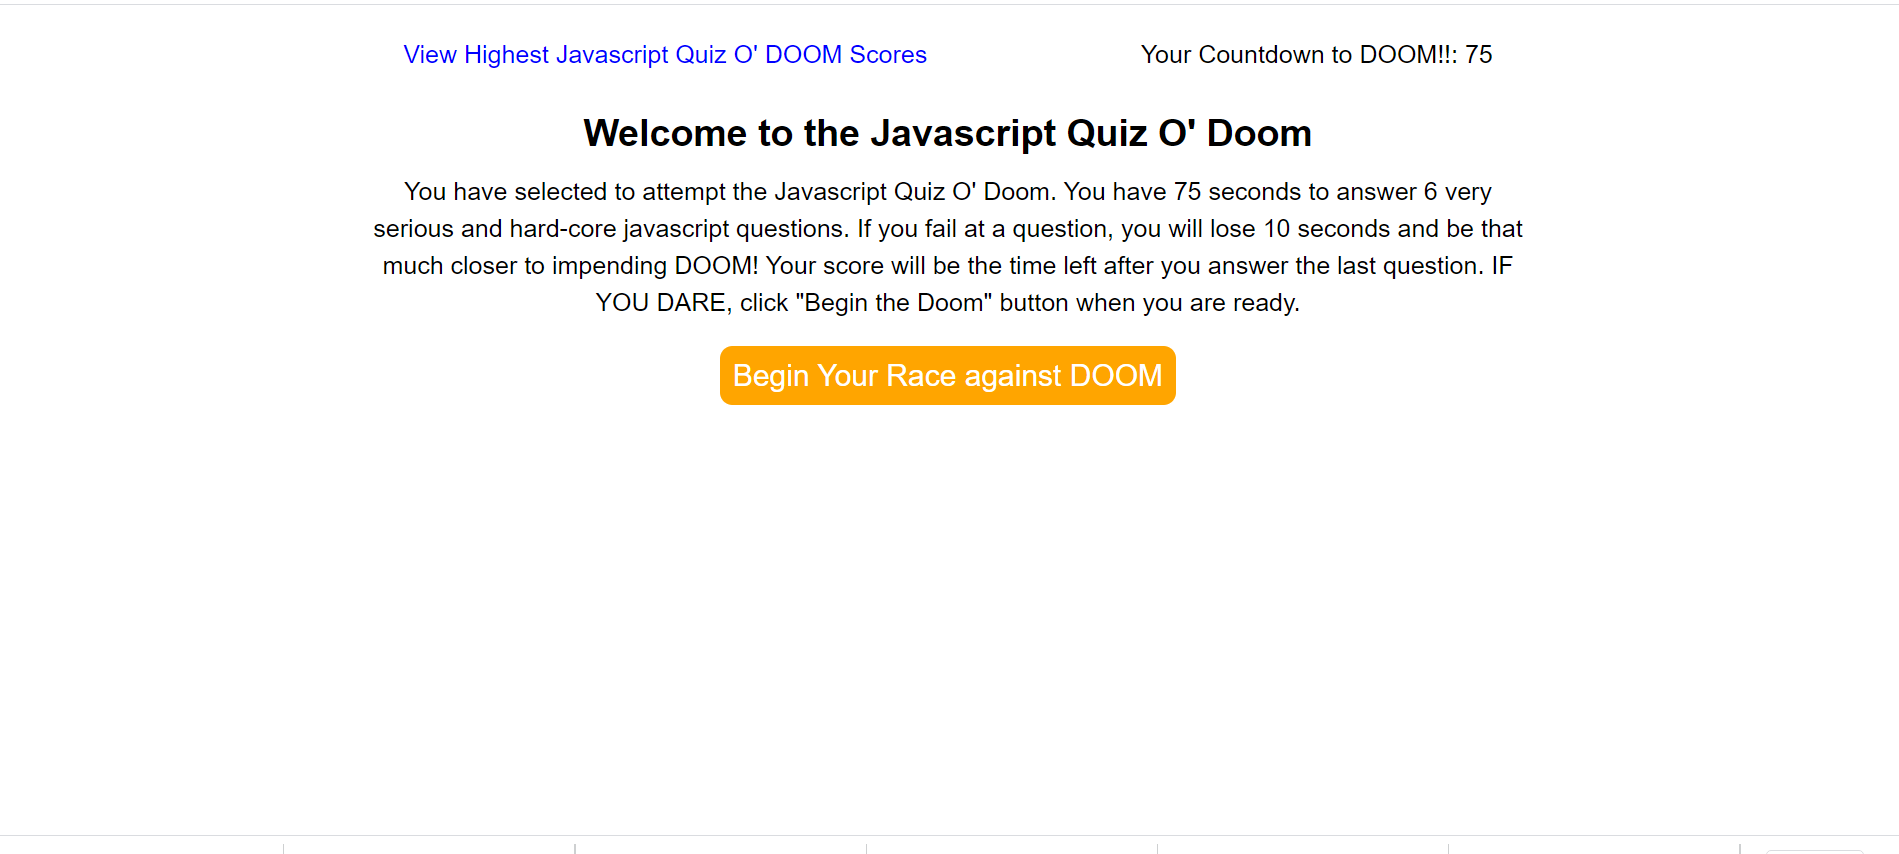 View Highest Javascript Quiz O' DOOM Scores
Your Countdown to DOOM!!: 75
Welcome to the Javascript Quiz O' Doom
You have selected to attempt the Javascript Quiz O' Doom. You have 75 seconds to answer 6 very
serious and hard-core javascript questions. If you fail at a question, you will lose 10 seconds and be that
much closer to impending DOOM! Your score will be the time left after you answer the last question. IF
YOU DARE, click "Begin the Doom" button when you are ready.
Begin Your Race against DOOM